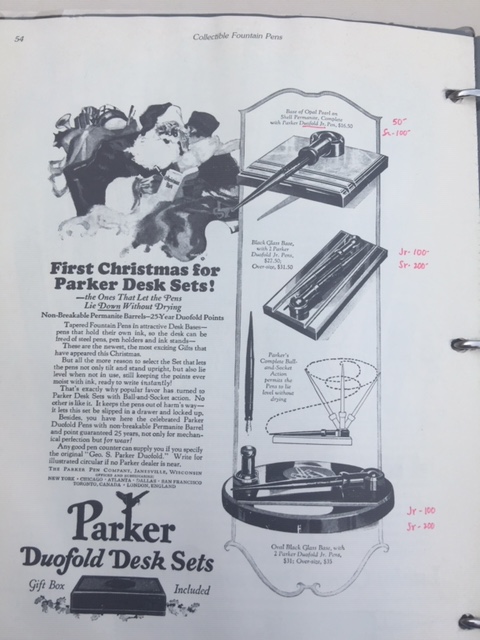 54
Collectible Fountain Pens
Base of Opal Pearl on
Shell Permanite, Complete
with Parker Duofold Jr. Pen, $16.50
50-
Sr-100-
Black Glass Base,
with 2 Parker
Duofold Jr. Pens,
$27.50;
Over-size, $31.50
Jr-100-
Sr-200-
First Christmas for
Parker Desk Sets!
—the Ones That Let the Pens
Lie Down Without Drying
Non-Breakable Permanite Barrels—25-Year Duofold Points
Tapered Fountain Pens in attractive Desk Bases—
pens that hold their own ink, so the desk can be
freed of steel pens, pen holders and ink stands—
These are the newest, the most exciting Gifts that
have appeared this Christmas.
But all the more reason to select the Set that lets
the pens not only tilt and stand upright, but also lie
level when not in use, still keeping the points ever
moist with ink, ready to write instantly!
That's exactly why popular favor has turned to
Parker Desk Sets with Ball-and-Socket action. No
other is like it. It keeps the pens out of harm's way—
it lets this set be slipped in a drawer and locked up.
Besides, you have here the celebrated Parker
Duofold Pens with non-breakable Permanite Barrel
and point guaranteed 25 years, not only for mechan-
ical perfection but for wear!
Any good pen counter can supply you if you specify
the original "Geo. S. Parker Duofold." Write for
illustrated circular if no Parker dealer is near.
THE PARKER PEN COMPANY, JANESVILLE, WISCONSIN
OFFICES AND SUBSIDIARIES
NEW YORK · CHICAGO · ATLANTA · DALLAS · SAN FRANCISCO
TORONTO, CANADA · LONDON, ENGLAND
Parker's
Complete Ball-
and-Socket
Action
permits the
Pens to
lie level
without
drying
Jr-100
Sr-200
Oval Black Glass Base, with
2 Parker Duofold Jr. Pens,
$31; Over-size, $35
Parker
Duofold Desk Sets
Gift Box Included